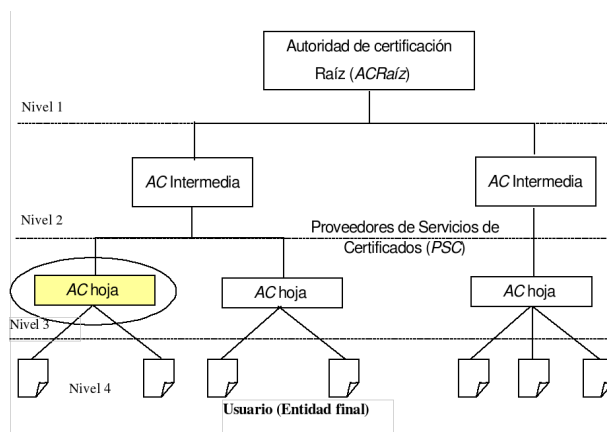 Autoridad de certificación
Raíz (ACRaíz)
Nivel 1
AC Intermedia
AC Intermedia
Nivel 2
Proveedores de Servicios de
Certificados (PSC)
AC hoja
AC hoja
AC hoja
Nivel 3
Nivel 4
Usuario (Entidad final)